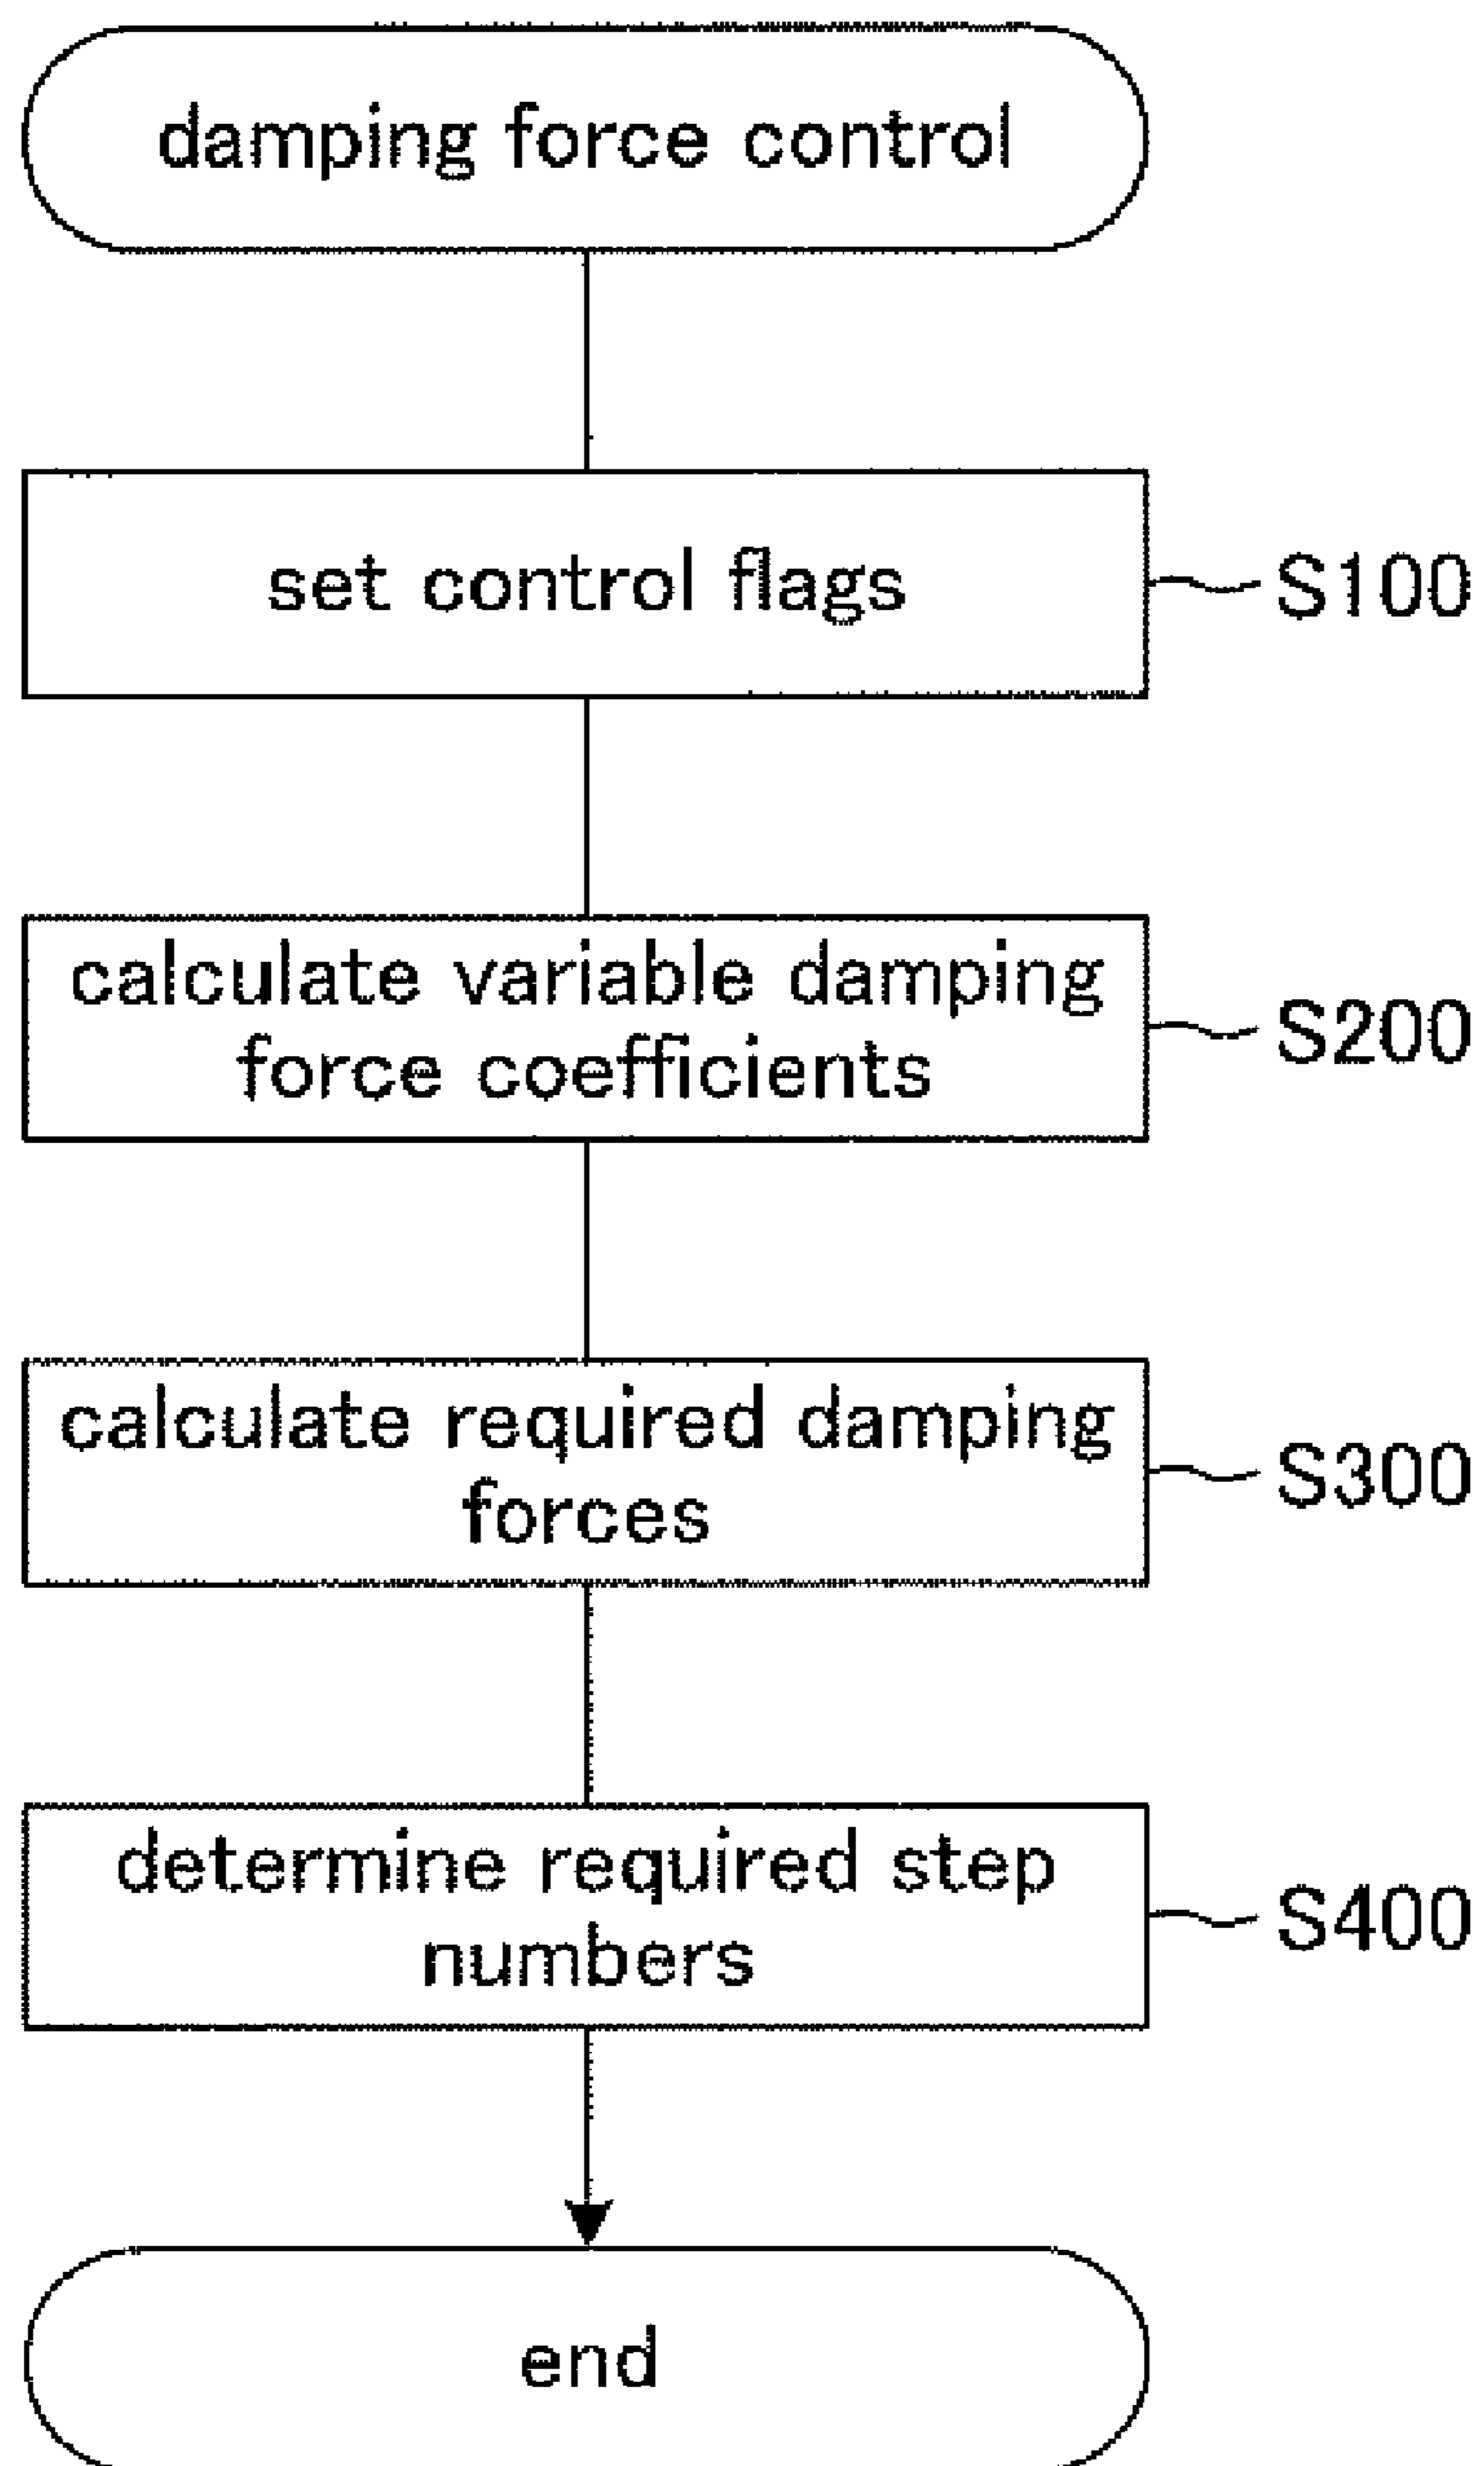 damping force control
set control flags
S100
calculate variable damping
force coefficients
S200
calculate required damping
forces
S300
determine required step
numbers
S400
end